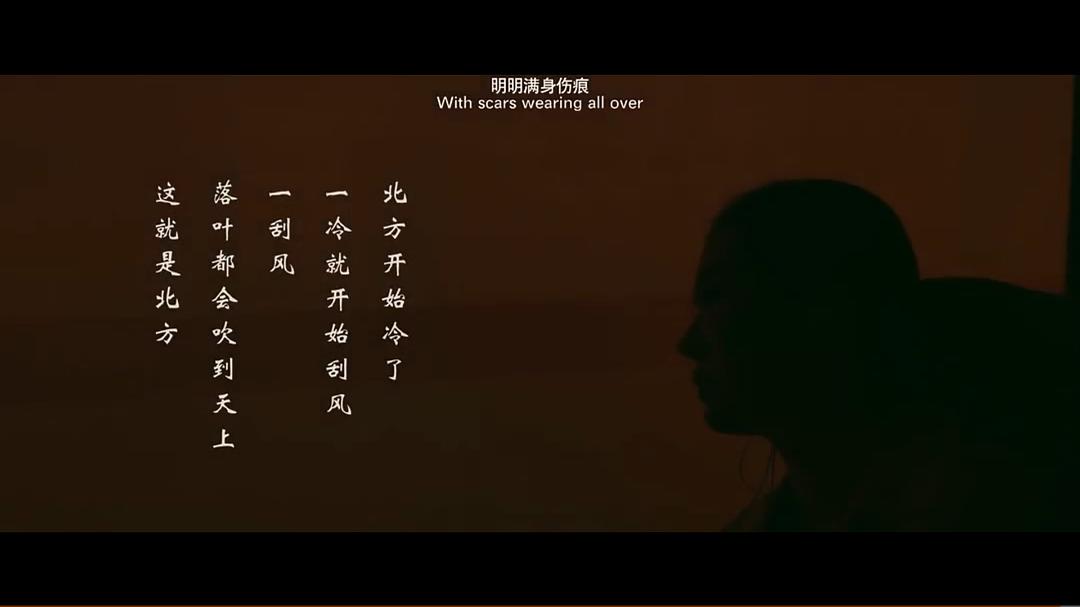 明明满身伤痕
With scars wearing all over
北方开始冷了
一冷就开始刮风
一刮风
落叶都会吹到天上
这就是北方